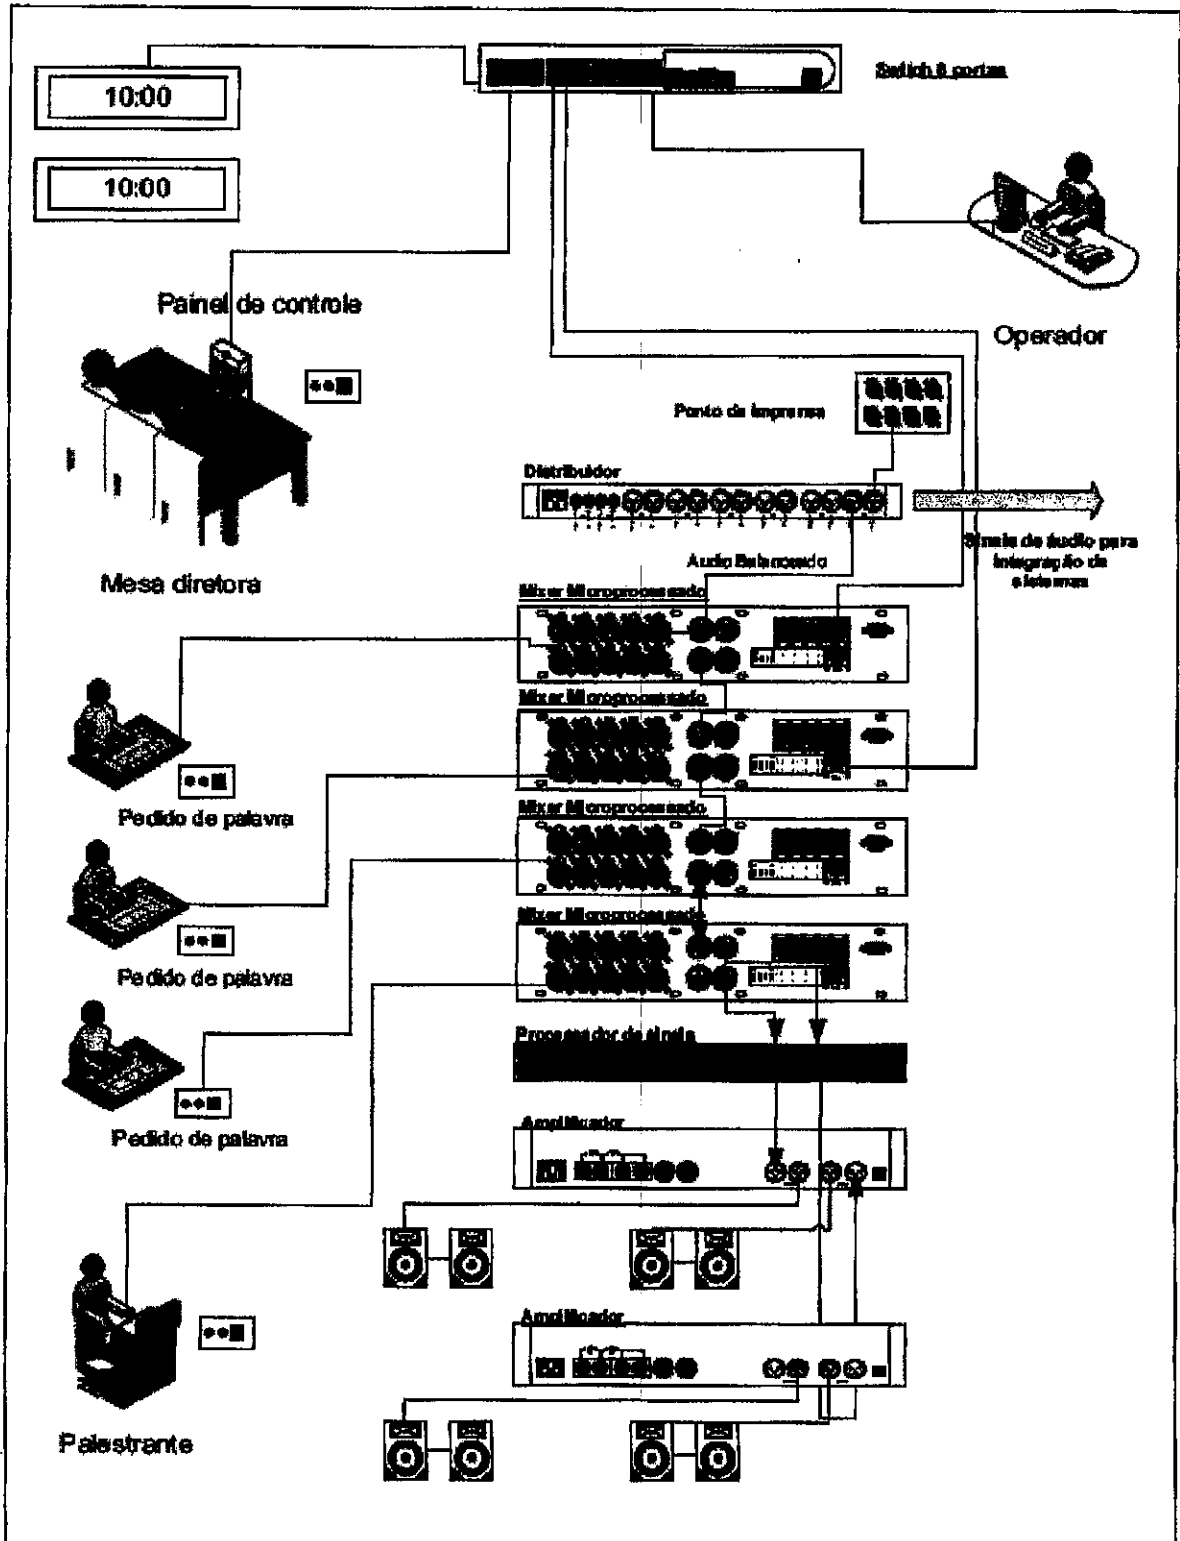 Switch 8 portas
10:00
10:00
Painel de controle
Operador
Ponto de imprensa
Distribuidor
Sinais de áudio para
integração de
sistemas
Audio Balanceado
Mesa diretora
Mixer Microprocessado
Mixer Microprocessado
Pedido de palavra
Mixer Microprocessado
Mixer Microprocessado
Pedido de palavra
Processador de sinais
Amplificador
Pedido de palavra
Amplificador
Palestrante